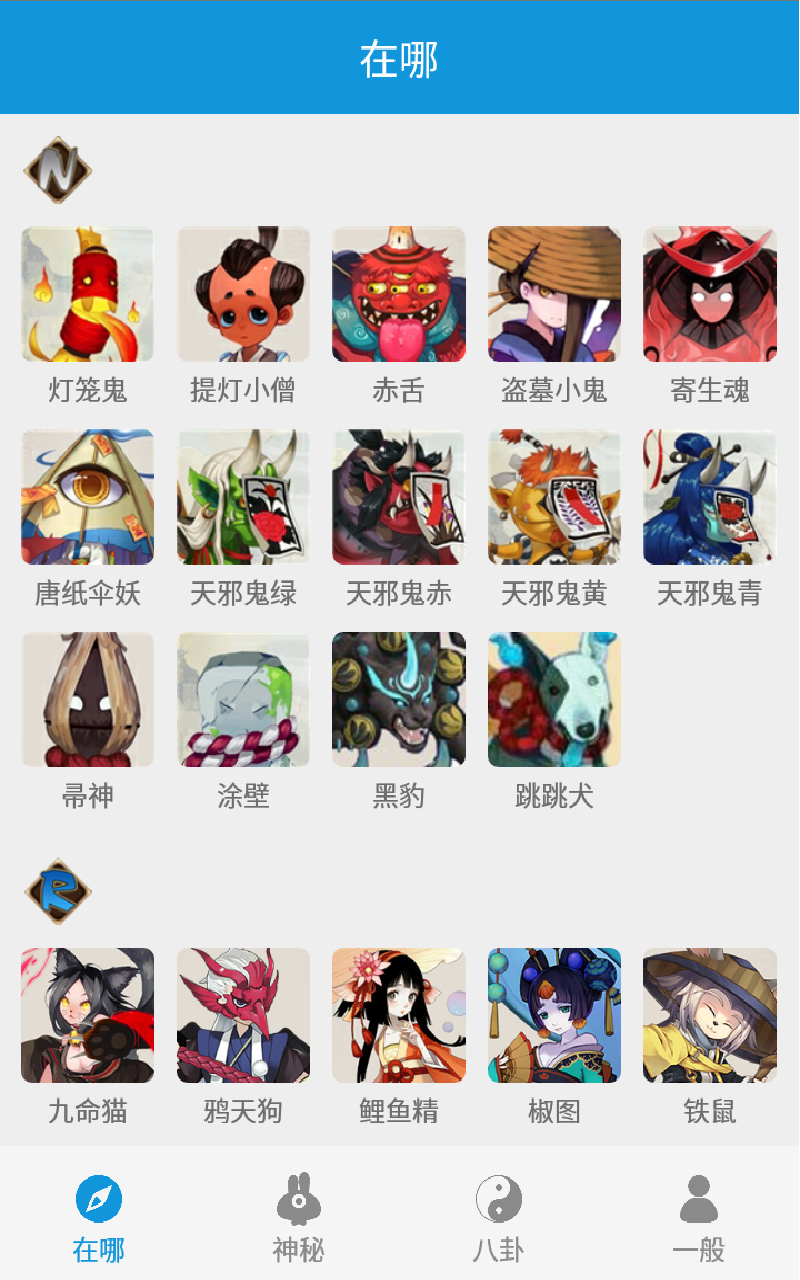 在哪
N
灯笼鬼 提灯小僧 赤舌 盗墓小鬼 寄生魂
唐纸伞妖 天邪鬼绿 天邪鬼赤 天邪鬼黄 天邪鬼青
帚神 涂壁 黑豹 跳跳犬
R
九命猫 鸦天狗 鲤鱼精 椒图 铁鼠
在哪 神秘 八卦 一般